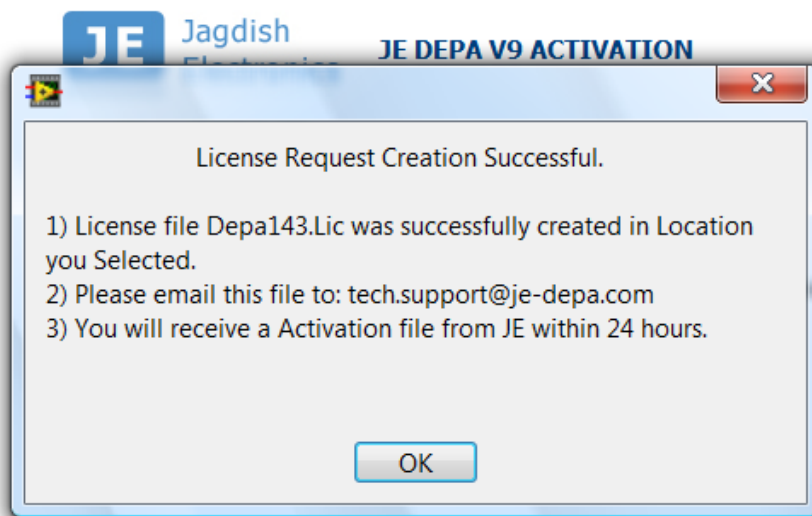 JE
Jagdish
Electronics
JE DEPA V9 ACTIVATION
X
License Request Creation Successful.
1) License file Depa143.Lic was successfully created in Location
you Selected.
2) Please email this file to: tech.support@je-depa.com
3) You will receive a Activation file from JE within 24 hours.
OK